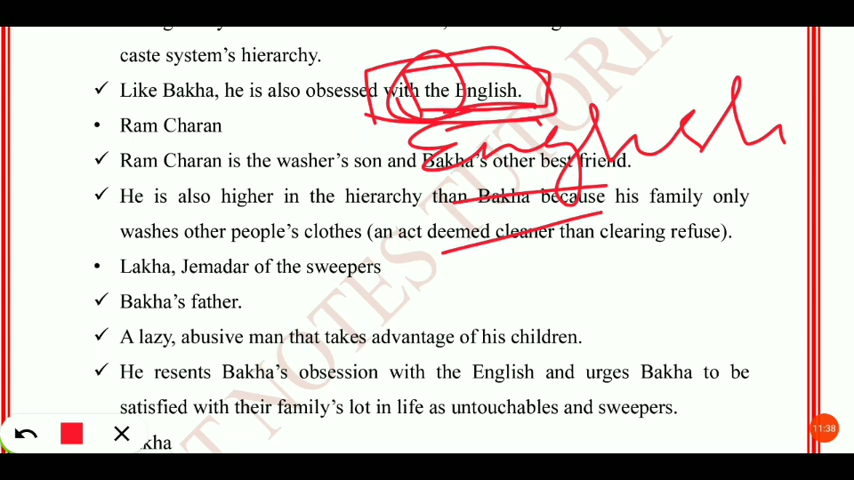 caste system's hierarchy.
✓ Like Bakha, he is also obsessed with the English.
English
• Ram Charan
✓ Ram Charan is the washer's son and Bakha's other best friend.
✓ He is also higher in the hierarchy than Bakha because his family only
washes other people's clothes (an act deemed cleaner than clearing refuse).
• Lakha, Jemadar of the sweepers
✓ Bakha's father.
✓ A lazy, abusive man that takes advantage of his children.
✓ He resents Bakha's obsession with the English and urges Bakha to be
satisfied with their family's lot in life as untouchables and sweepers.
kha
NOTES TUTORIA
11:38